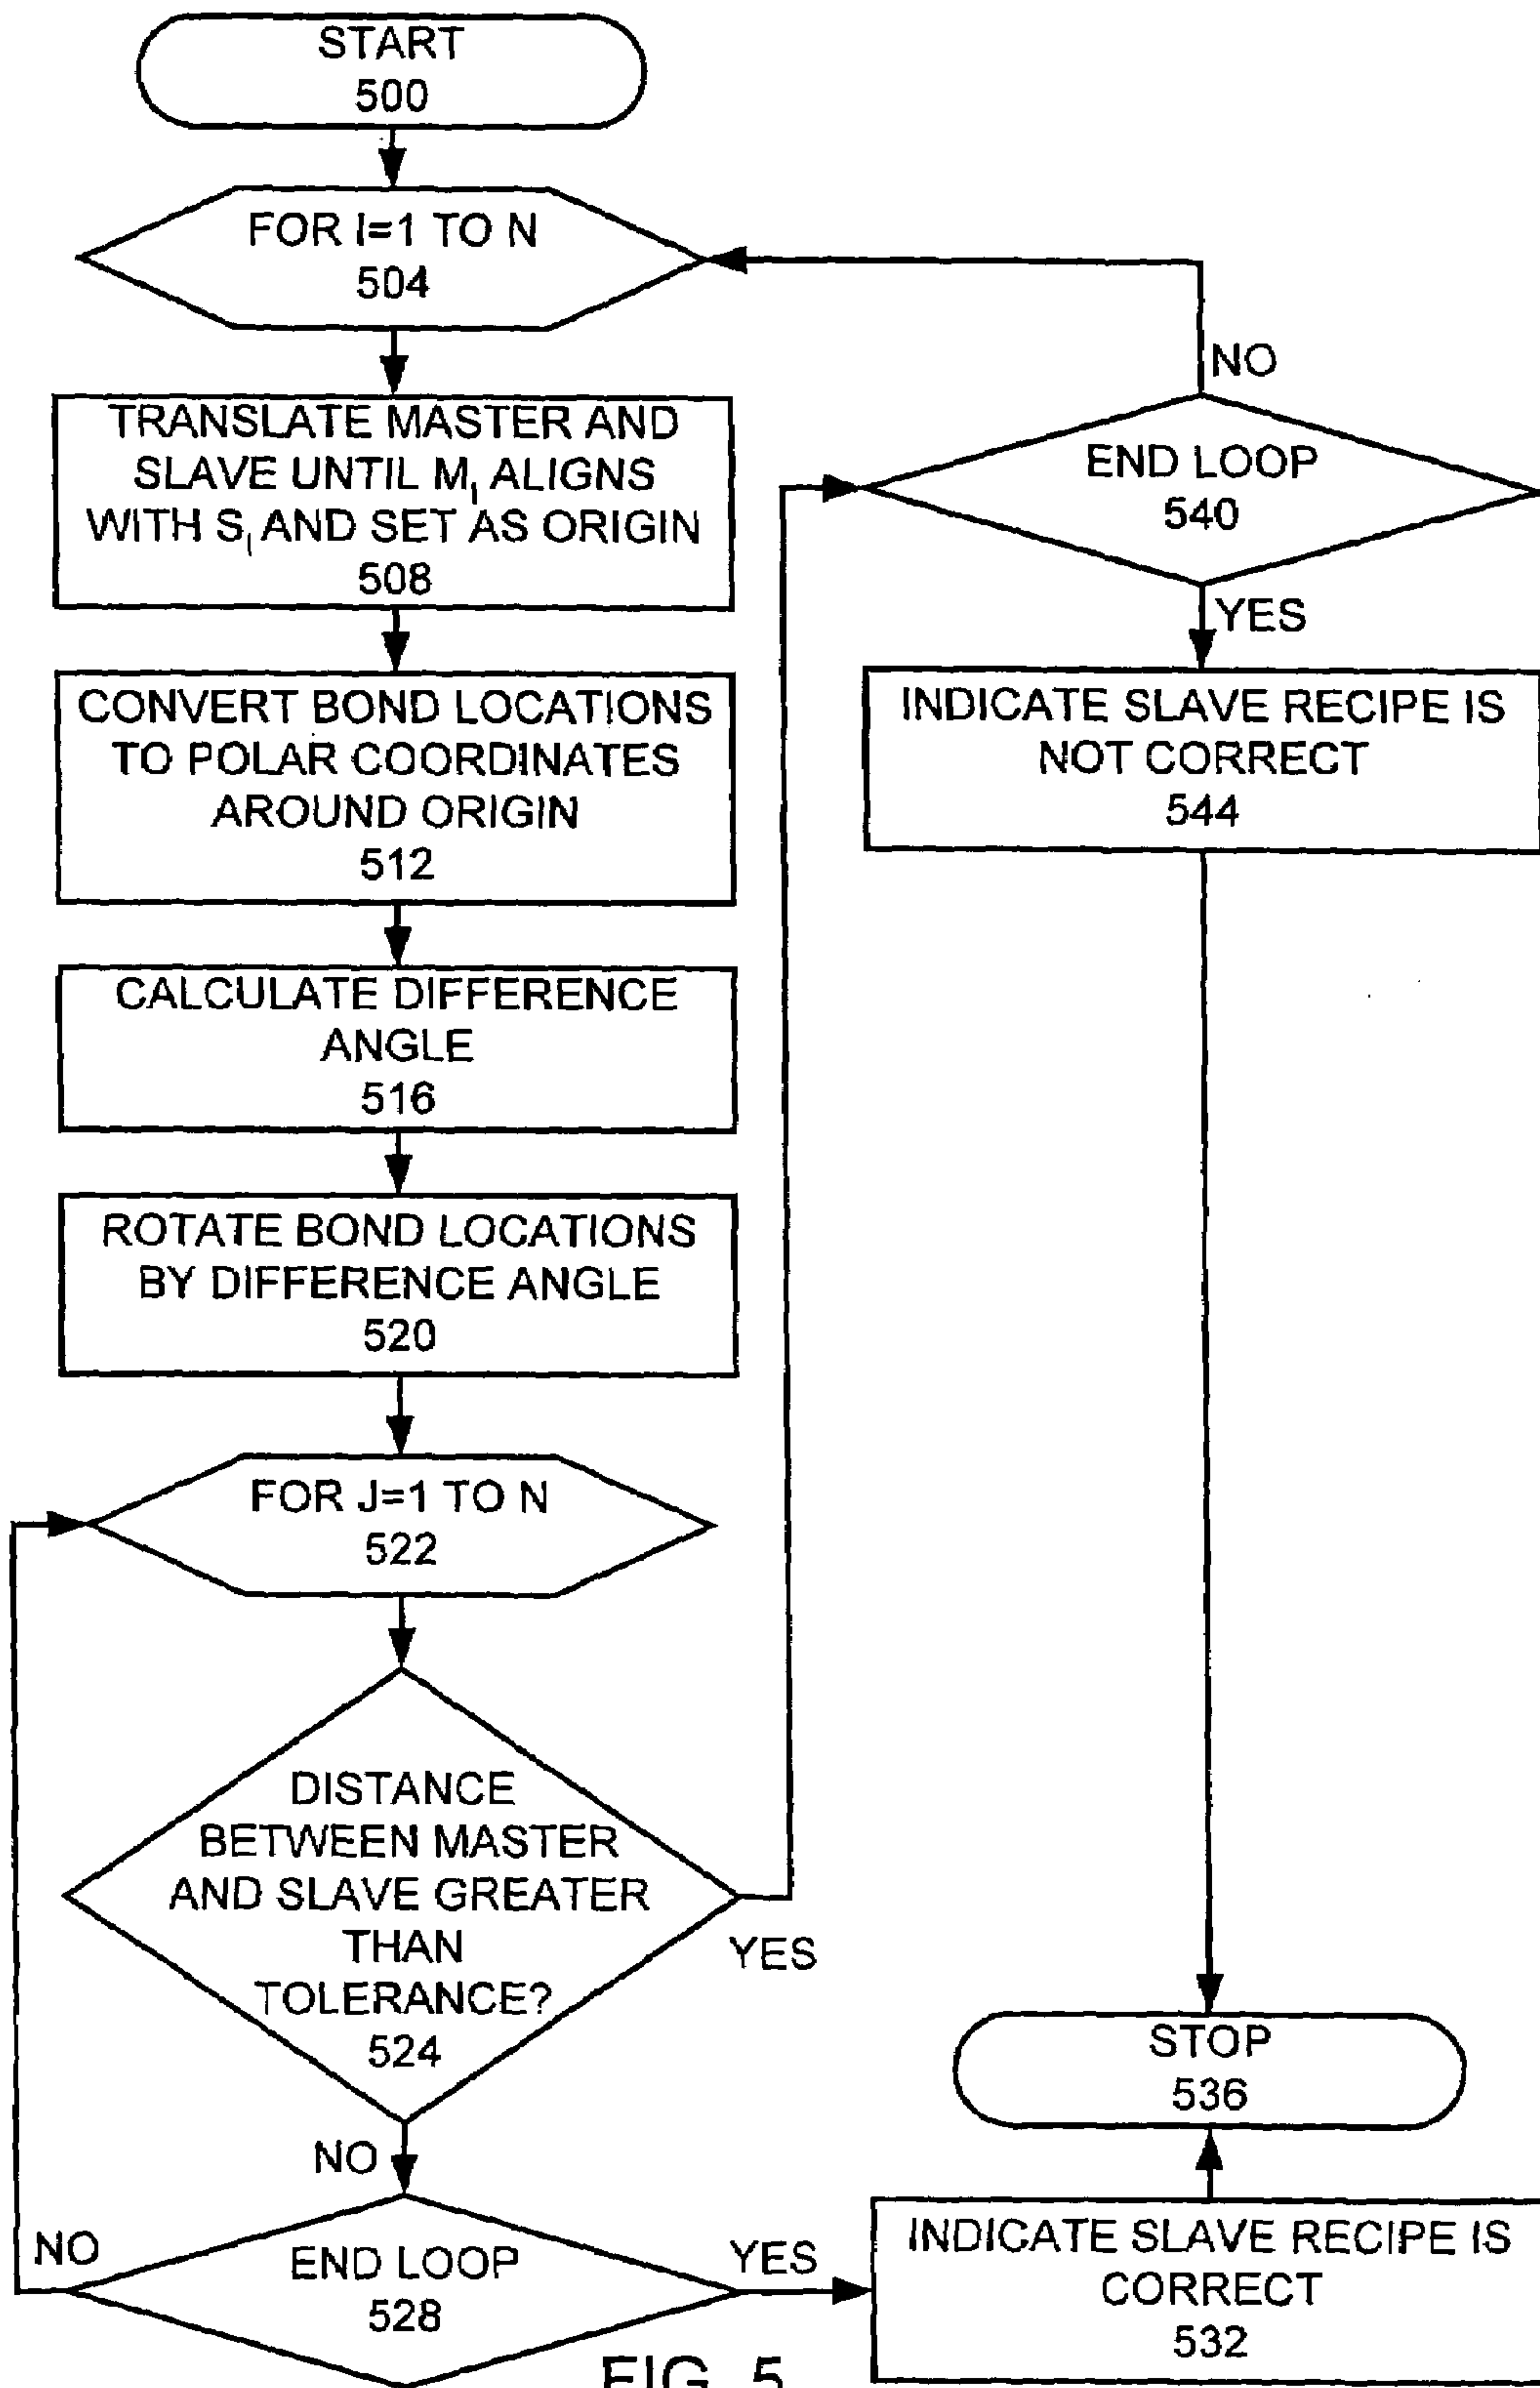 START
500
FOR I=1 TO N
504
TRANSLATE MASTER AND
SLAVE UNTIL M_I ALIGNS
WITH S_I AND SET AS ORIGIN
508
CONVERT BOND LOCATIONS
TO POLAR COORDINATES
AROUND ORIGIN
512
CALCULATE DIFFERENCE
ANGLE
516
ROTATE BOND LOCATIONS
BY DIFFERENCE ANGLE
520
FOR J=1 TO N
522
DISTANCE
BETWEEN MASTER
AND SLAVE GREATER
THAN
TOLERANCE?
524
YES
NO
END LOOP
528
NO
YES
NO
END LOOP
540
YES
INDICATE SLAVE RECIPE IS
NOT CORRECT
544
STOP
536
INDICATE SLAVE RECIPE IS
CORRECT
532
FIG. 5